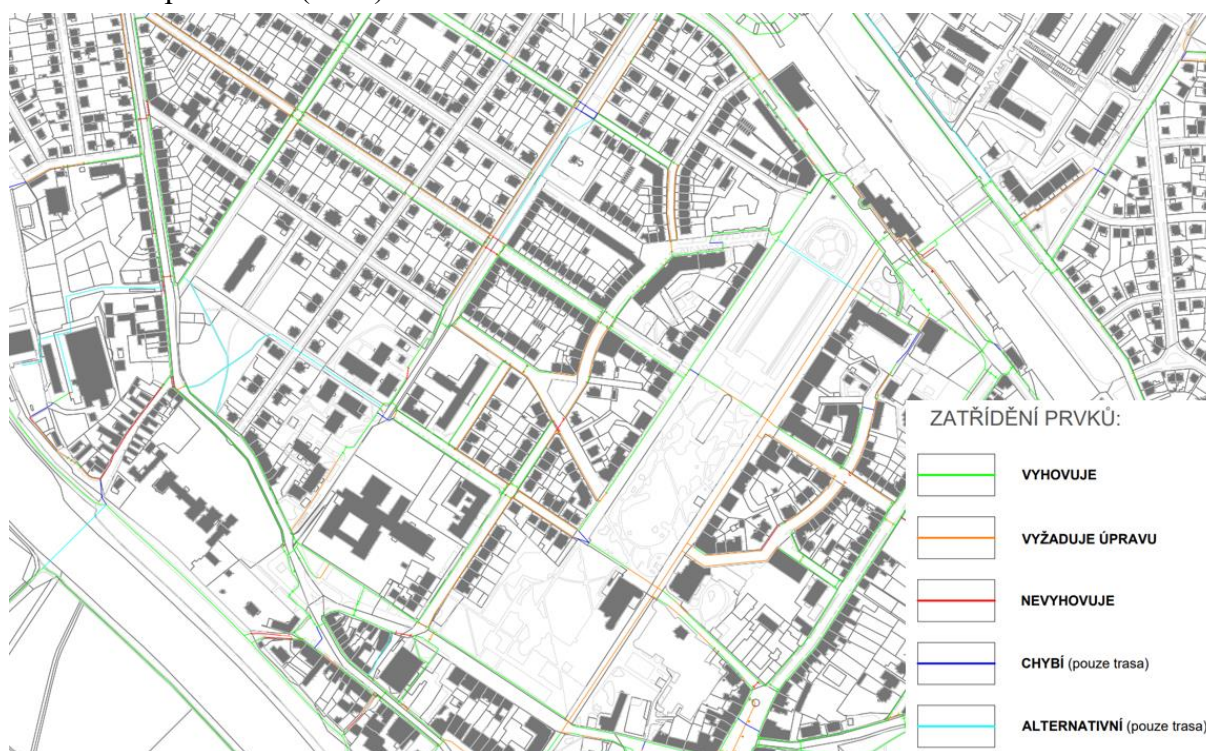 ZATŘÍDĚNÍ PRVKŮ:
VYHOVUJE
VYŽADUJE ÚPRAVU
NEVYHOVUJE
CHYBÍ (pouze trasa)
ALTERNATIVNÍ (pouze trasa)